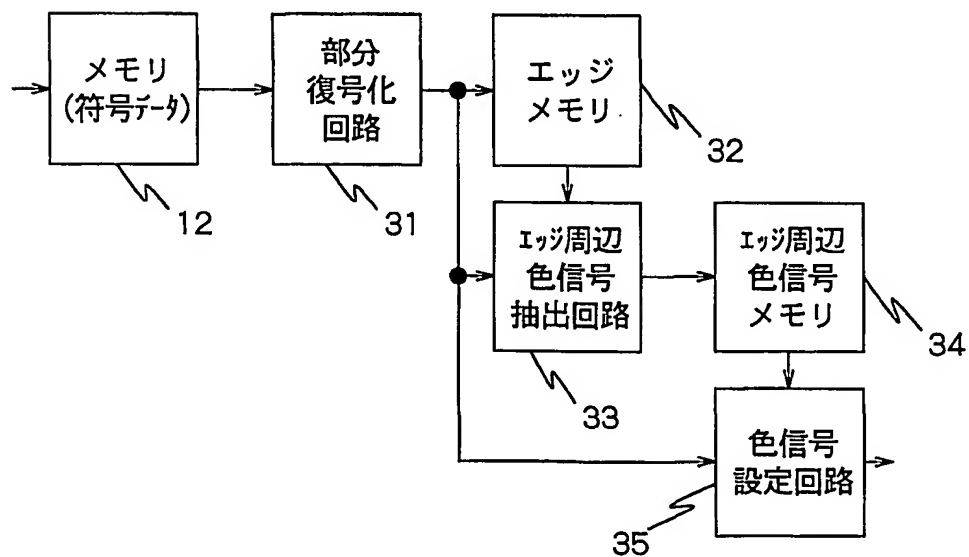 メモリ
(符号データ)
12
部分
復号化
回路
31
エッジ
メモリ
32
エッジ周辺
色信号
抽出回路
33
エッジ周辺
色信号
メモリ
34
色信号
設定回路
35